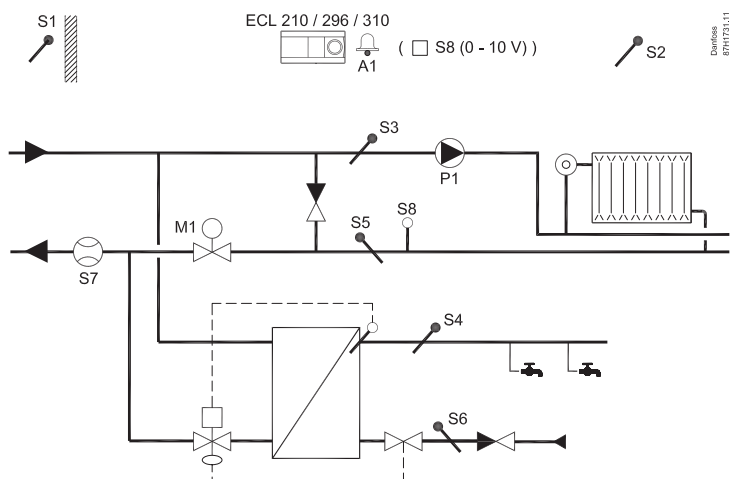 S1
ECL 210 / 296 / 310
A1
( S8 (0 - 10 V) )
S2
Danfoss
87H1731.11
S3
P1
M1
S5
S8
S7
S4
S6